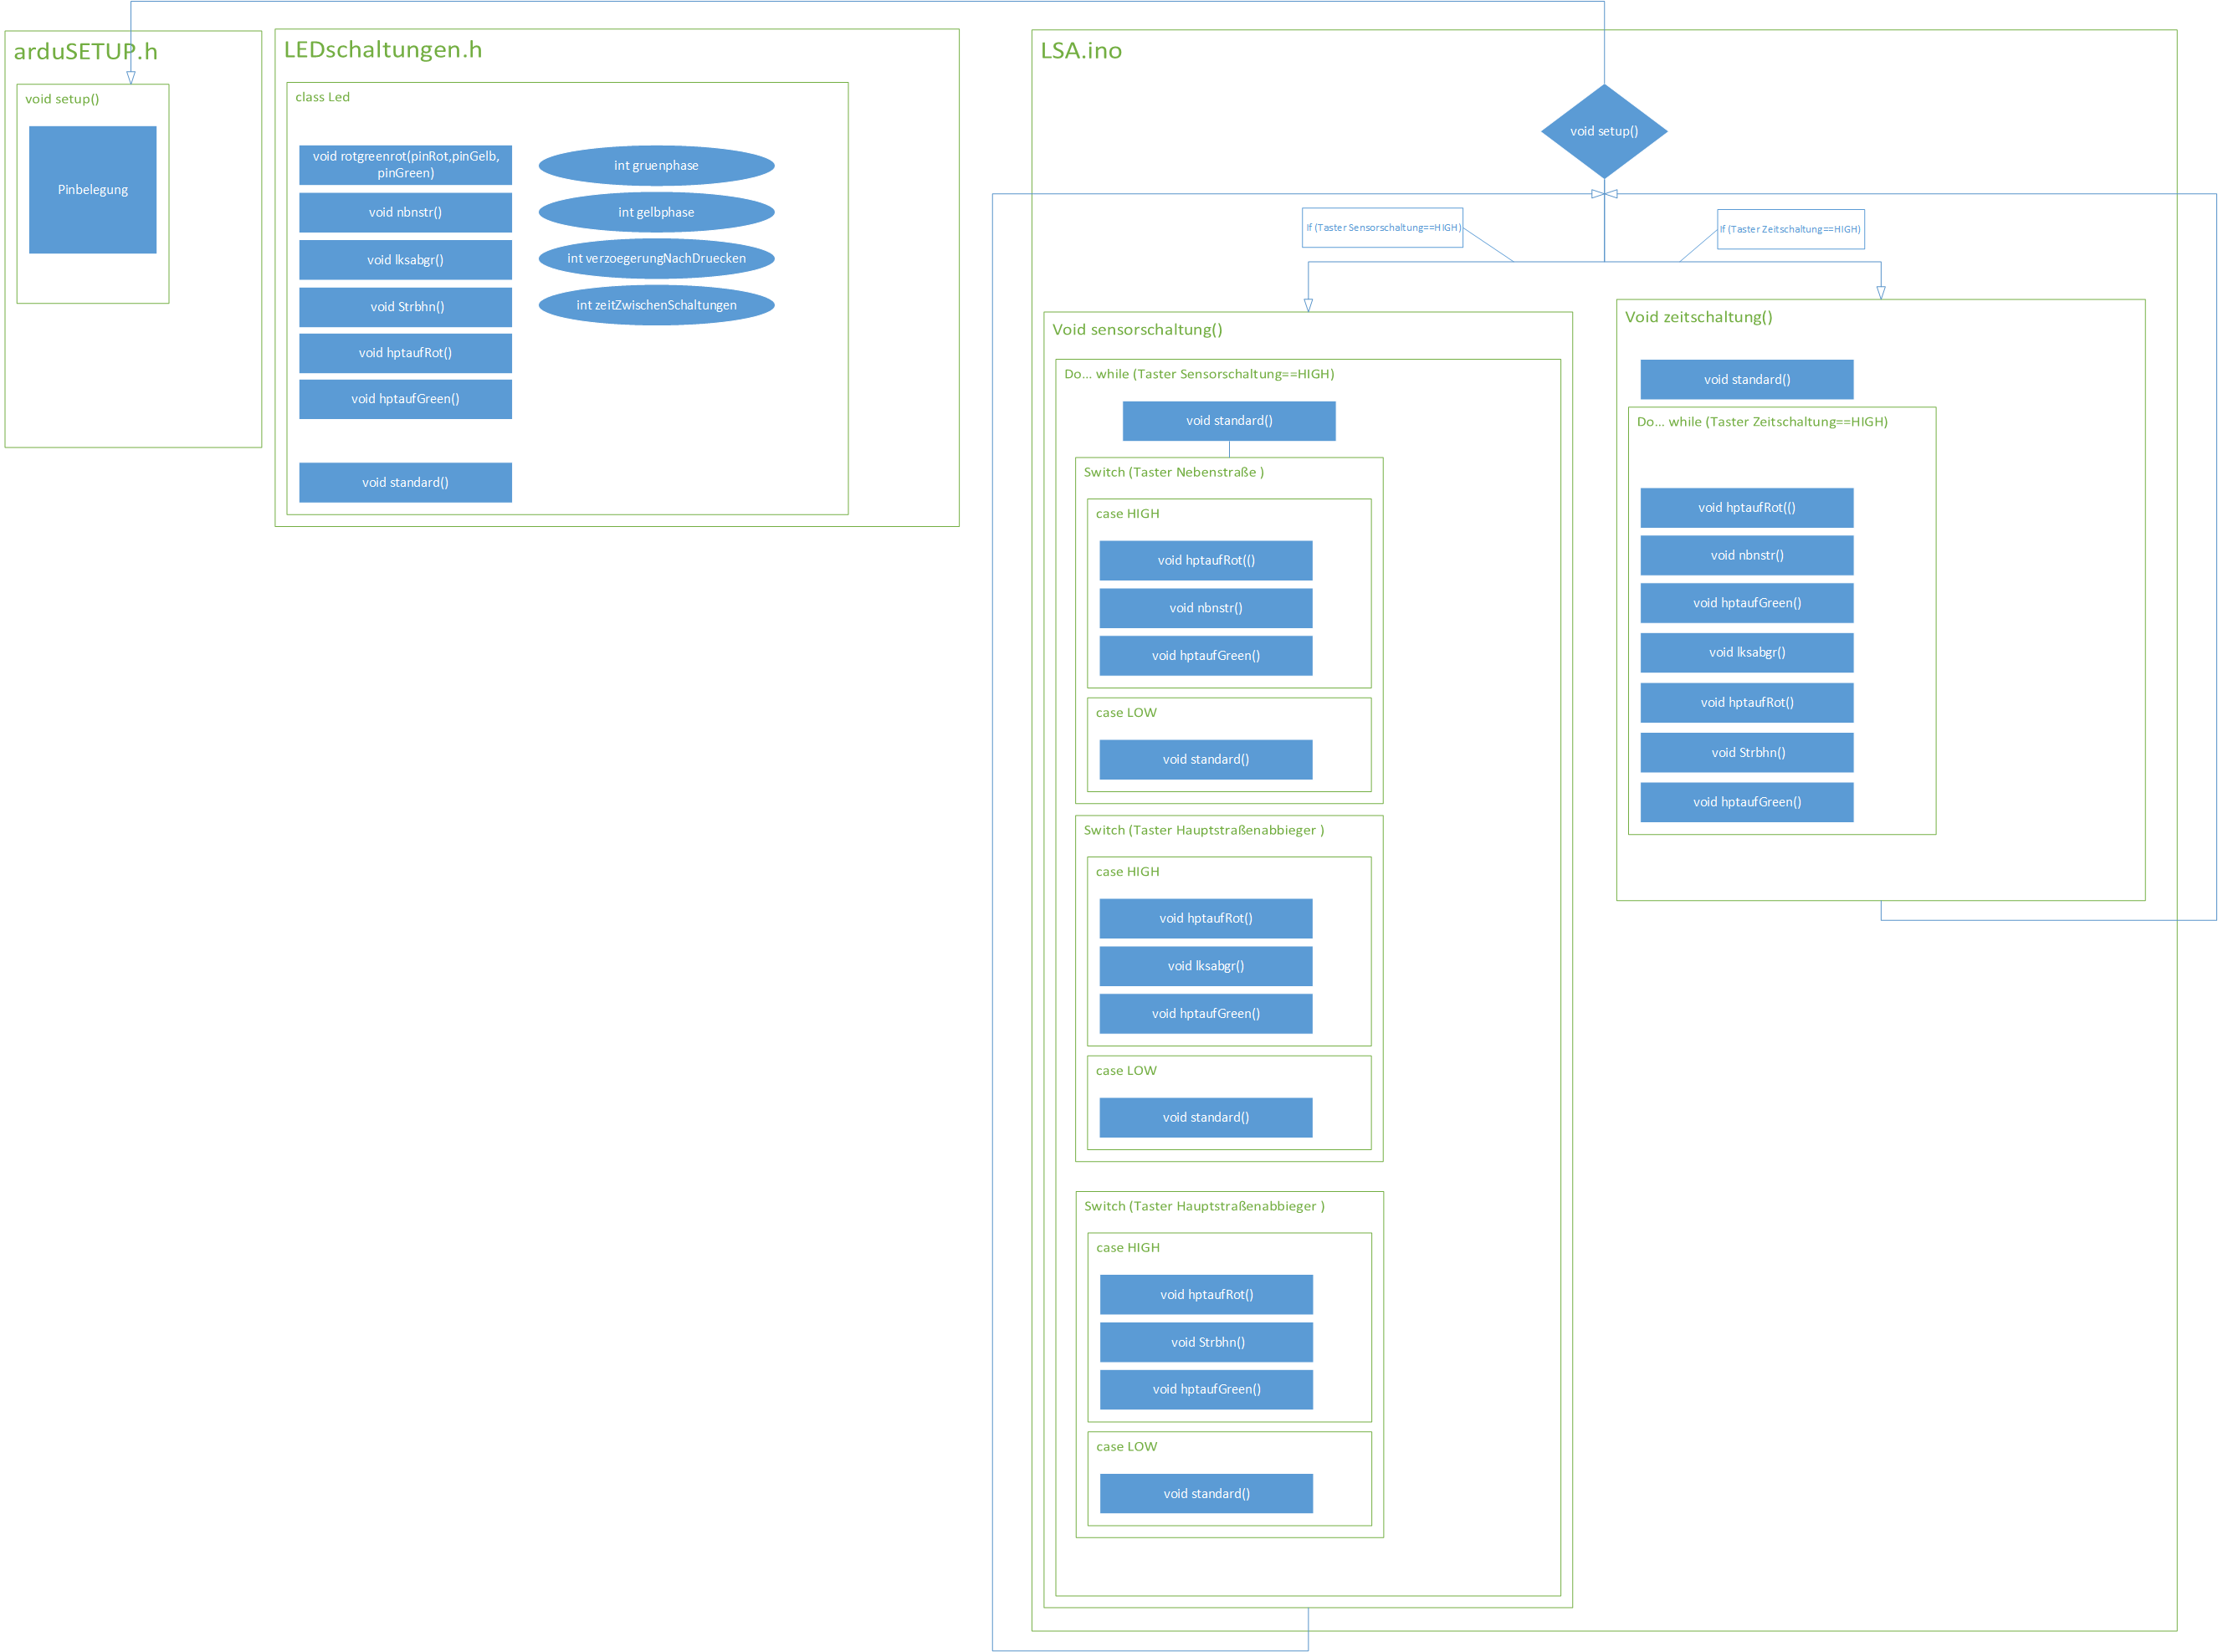 arduSETUP.h
void setup()
Pinbelegung
LEDschaltungen.h
class Led
void rotgreenrot(pinRot,pinGelb,
pinGreen)
void nbnstr()
void lksabgr()
void Strbhn()
void hptaufRot()
void hptaufGreen()
void standard()
int gruenphase
int gelbphase
int verzoegerungNachDruecken
int zeitZwischenSchaltungen
LSA.ino
void setup()
If (Taster Sensorschaltung==HIGH)
If (Taster Zeitschaltung==HIGH)
Void sensorschaltung()
Do... while (Taster Sensorschaltung==HIGH)
void standard()
Switch (Taster Nebenstraße )
case HIGH
void hptaufRot(()
void nbnstr()
void hptaufGreen()
case LOW
void standard()
Switch (Taster Hauptstraßenabbieger )
case HIGH
void hptaufRot()
void lksabgr()
void hptaufGreen()
case LOW
void standard()
Switch (Taster Hauptstraßenabbieger )
case HIGH
void hptaufRot()
void Strbhn()
void hptaufGreen()
case LOW
void standard()
Void zeitschaltung()
void standard()
Do... while (Taster Zeitschaltung==HIGH)
Void hptaufRot(()
void nbnstr()
void hptaufGreen()
void lksabgr()
void hptaufRot()
void Strbhn()
void hptaufGreen()